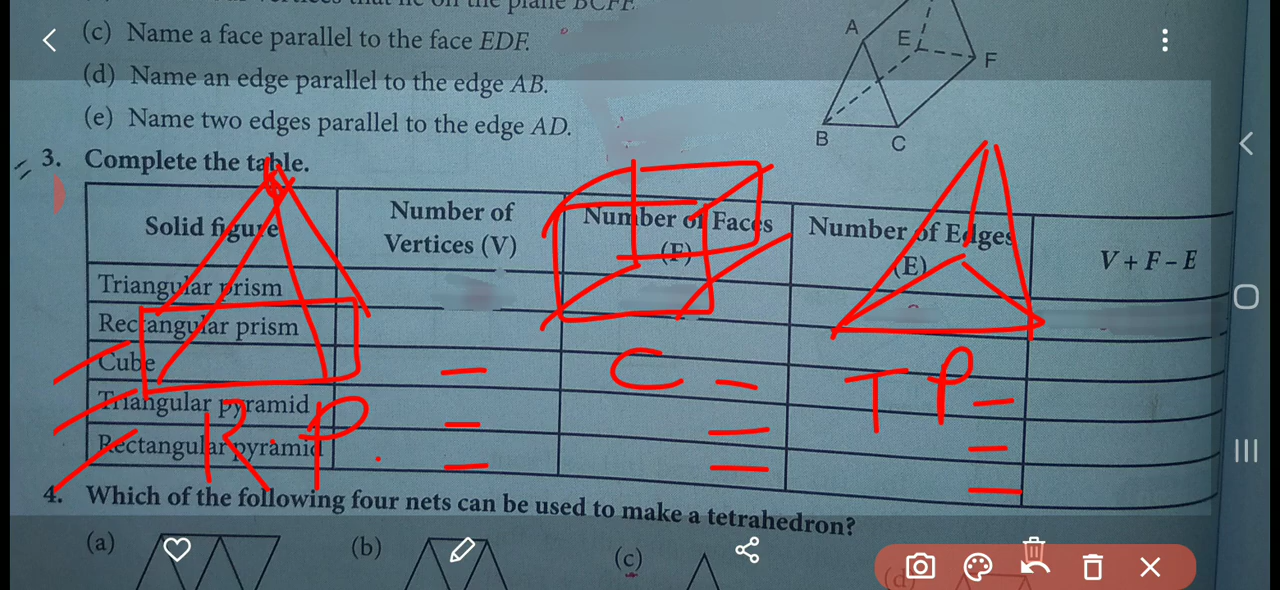 (c) Name a face parallel to the face EDF.
(d) Name an edge parallel to the edge AB.
(e) Name two edges parallel to the edge AD.
A
E
F
B
C
3. Complete the table.
Solid figure
Number of Vertices (V)
Number of Faces (F)
Number of Edges (E)
V + F – E
Triangular prism
Rectangular prism
Cube
Triangular pyramid
Rectangular pyramid
R. P.
C
T P
4. Which of the following four nets can be used to make a tetrahedron?
(a)
(b)
(c)
(d)